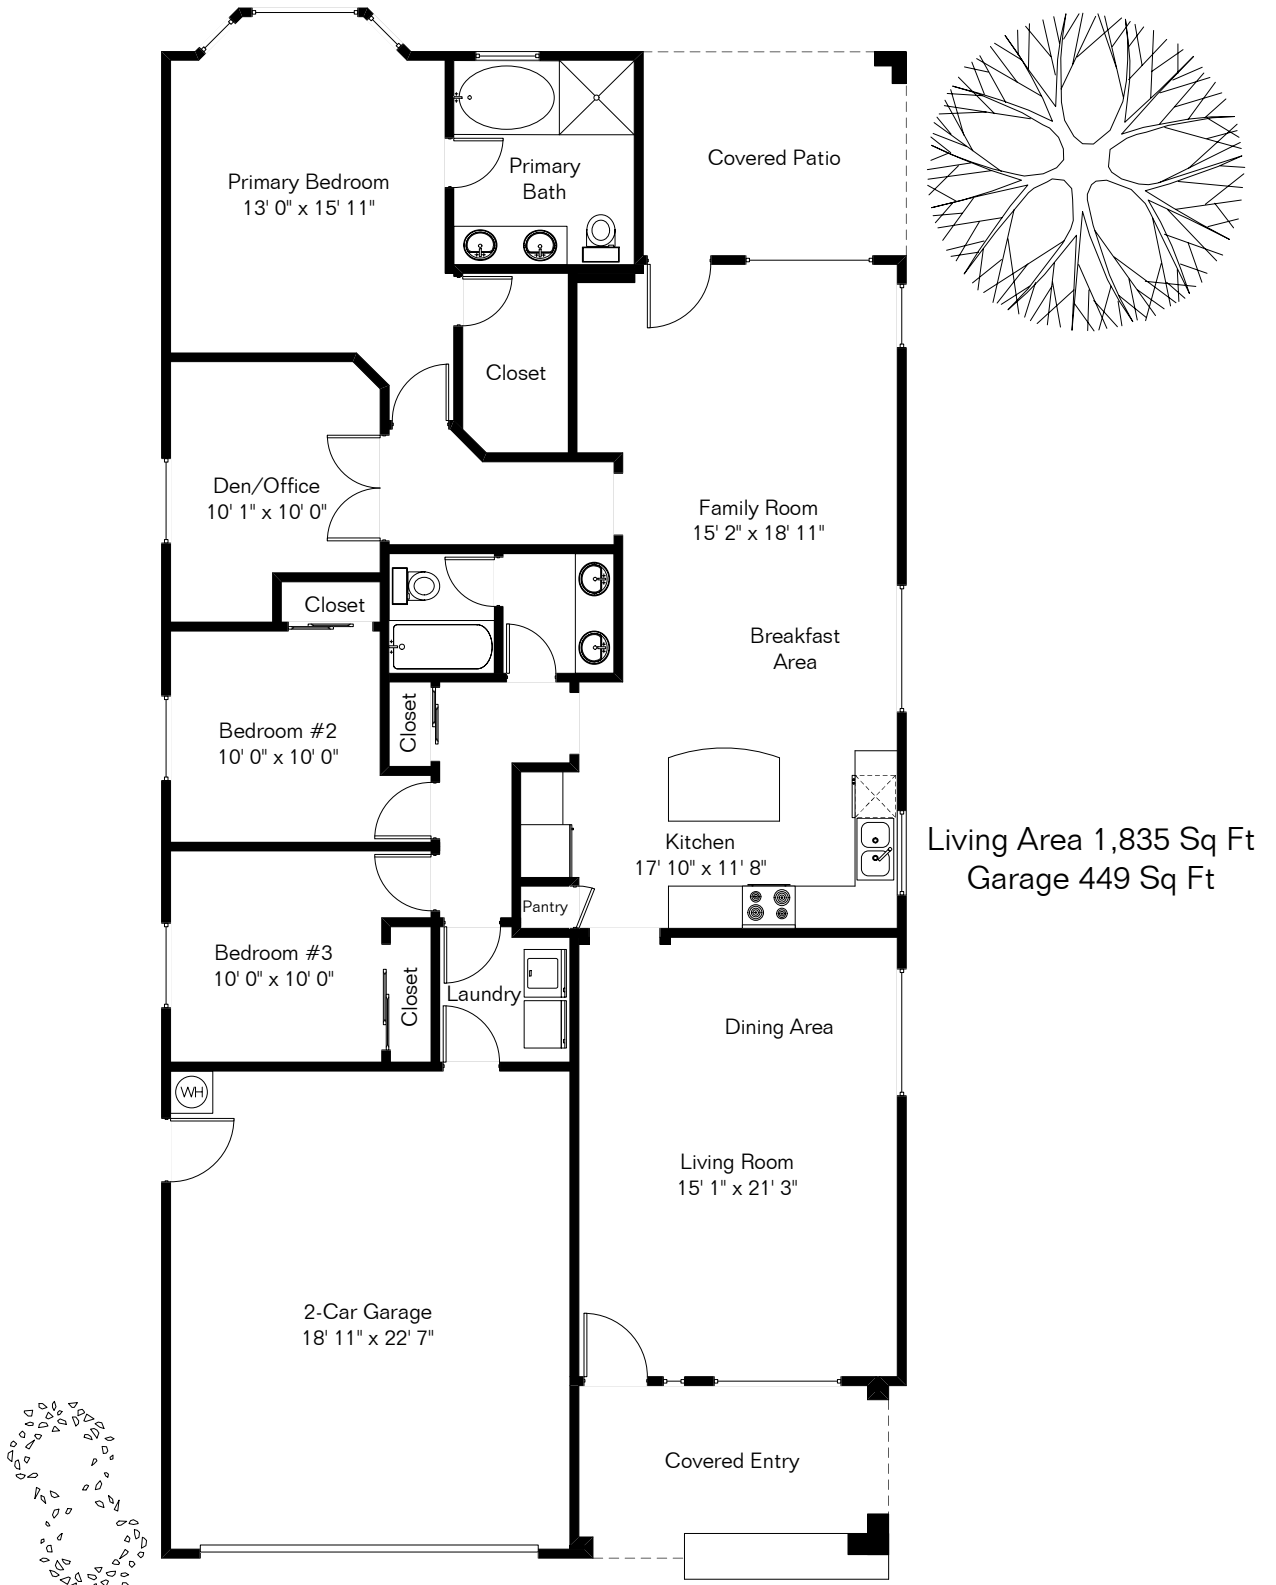 Primary Bedroom
13' 0" x 15' 11"
Primary
Bath
Covered Patio
Closet
Den/Office
10' 1" x 10' 0"
Family Room
15' 2" x 18' 11"
Closet
Breakfast
Area
Bedroom #2
10' 0" x 10' 0"
Closet
Kitchen
17' 10" x 11' 8"
Living Area 1,835 Sq Ft
Garage 449 Sq Ft
Pantry
Bedroom #3
10' 0" x 10' 0"
Closet
Laundry
Dining Area
WH
Living Room
15' 1" x 21' 3"
2-Car Garage
18' 11" x 22' 7"
Covered Entry